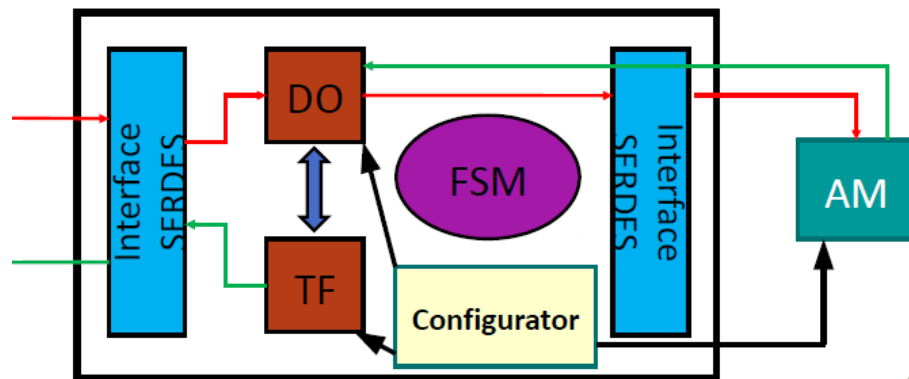 Interface
SERDES
DO
TF
FSM
Configurator
Interface
SERDES
AM